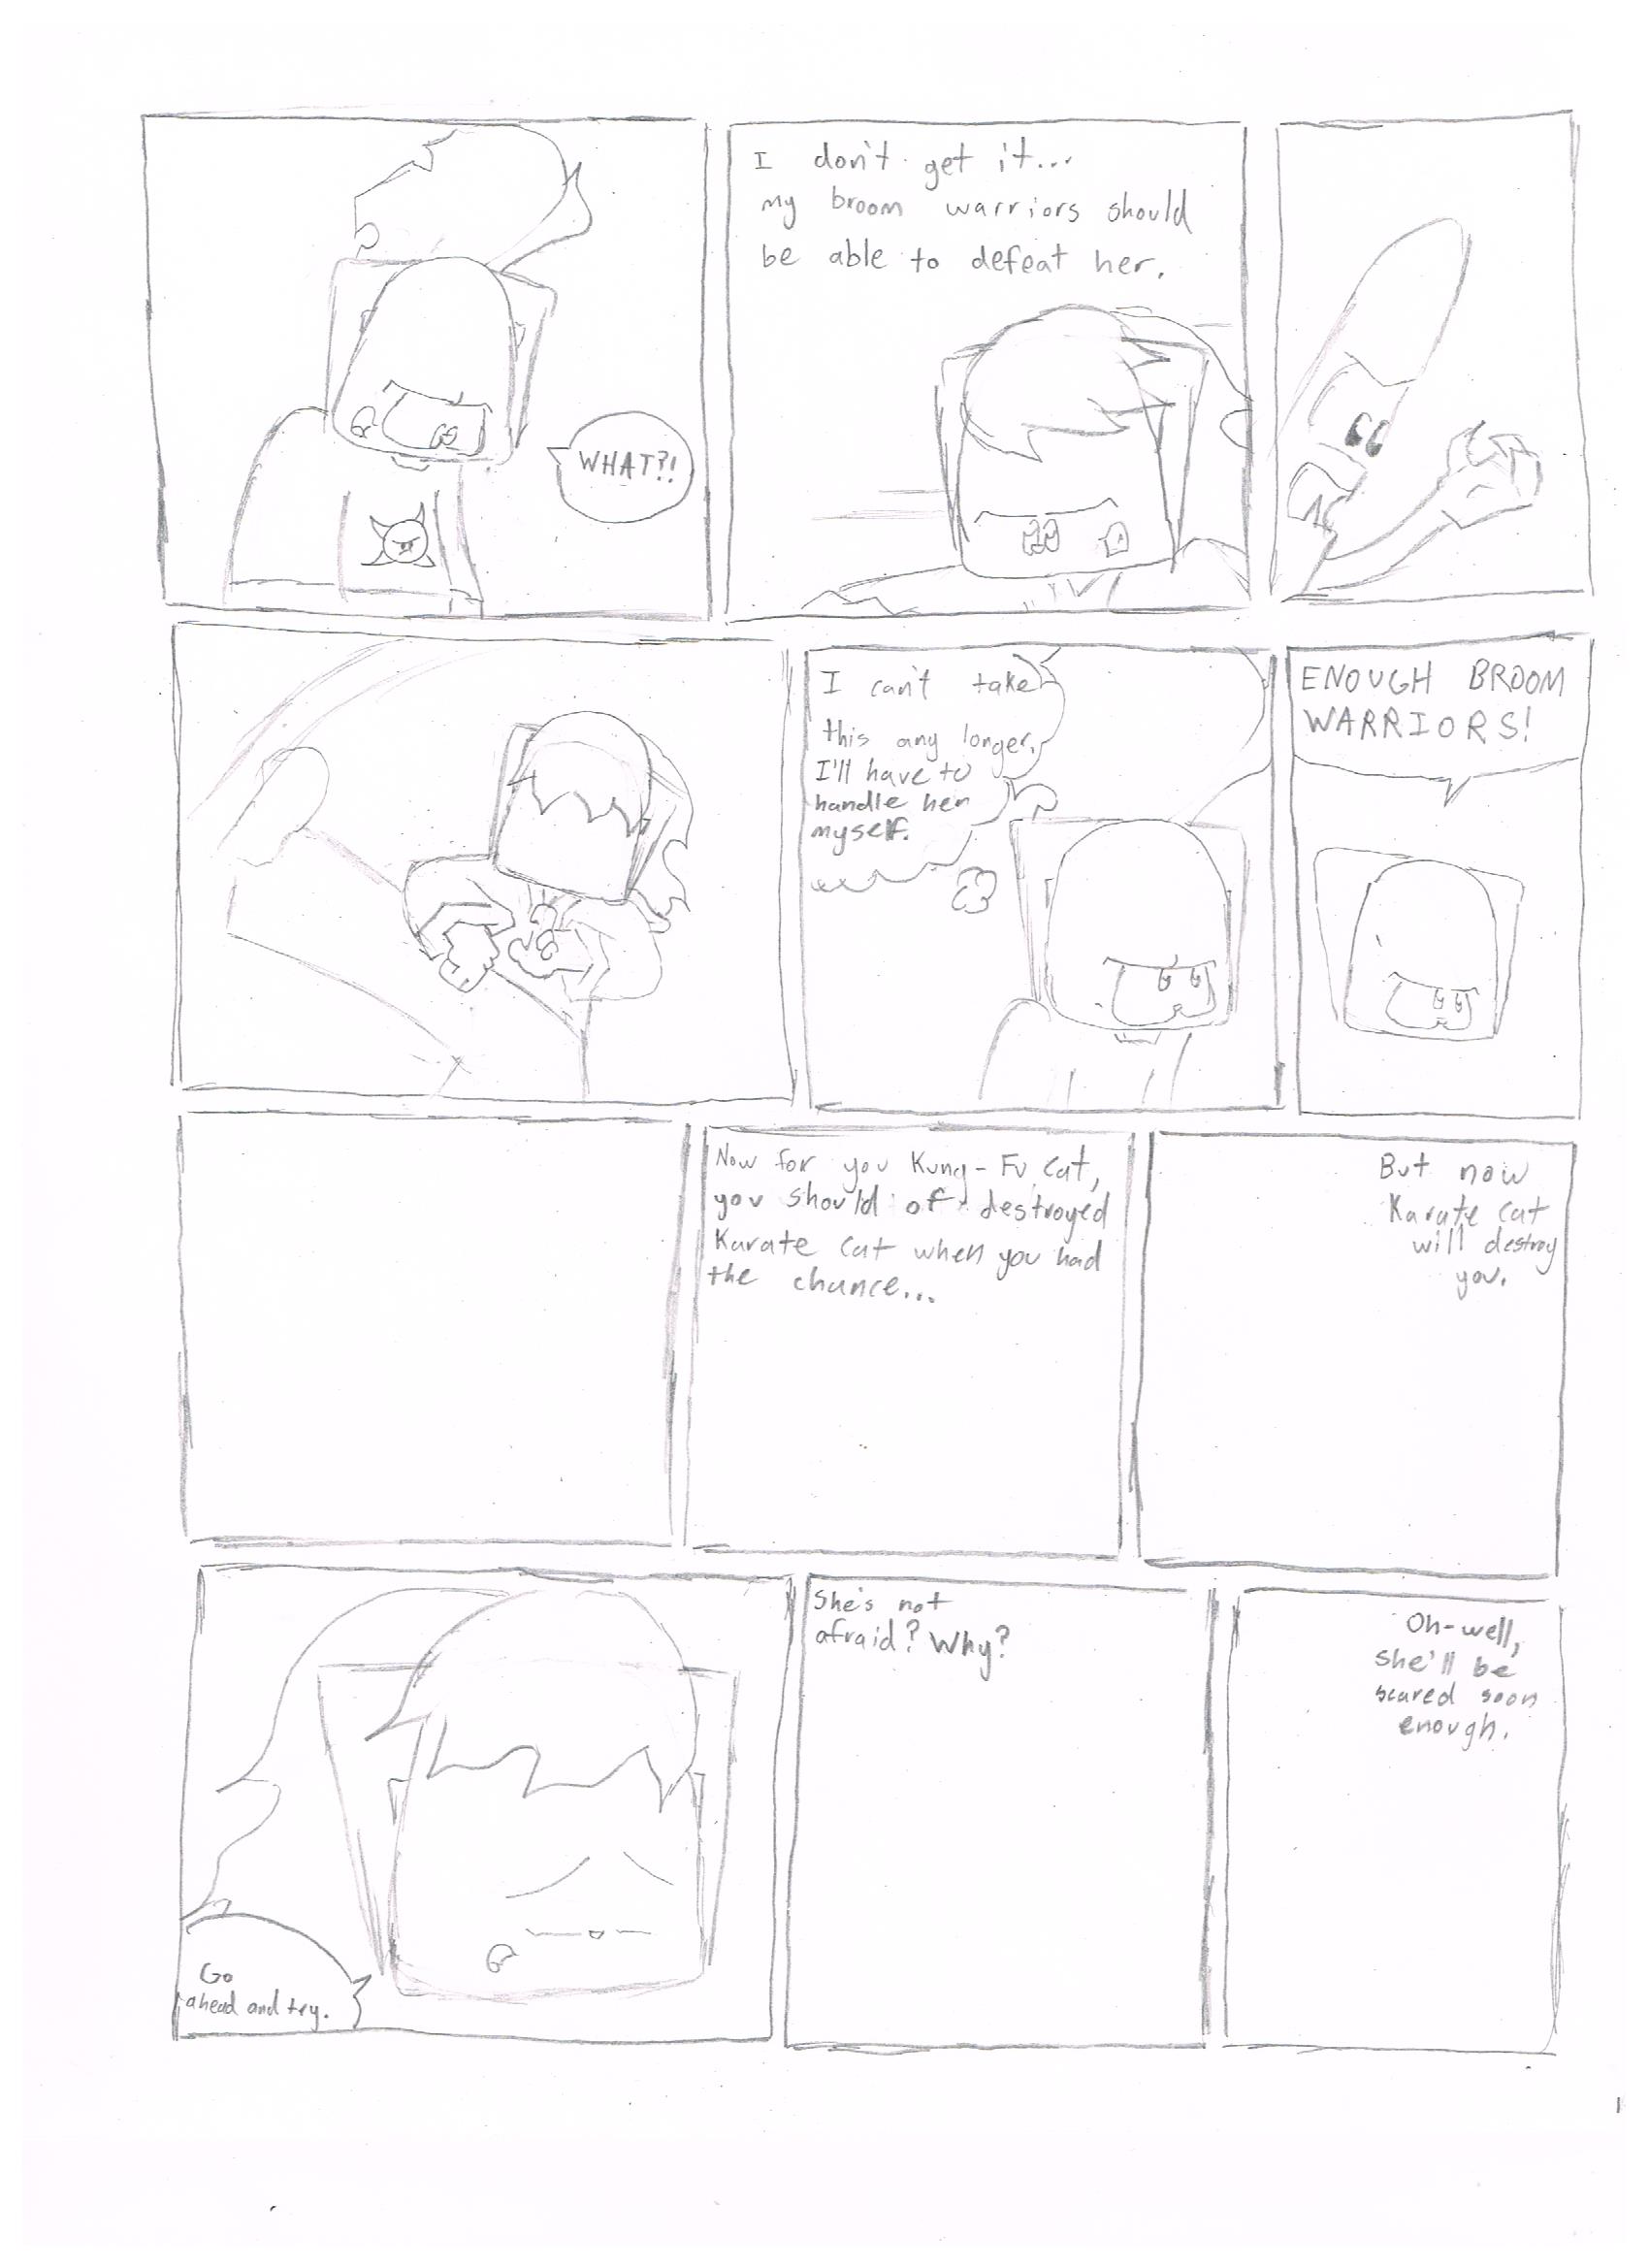 WHAT?!
I don't get it...
my broom warriors should
be able to defeat her.
I can't take
this any longer.
I'll have to
handle her
myself.
ENOUGH BROOM
WARRIORS!
Now for you Kung-Fu Cat,
you should of destroyed
Karate Cat when you had
the chance...
But now
Karate Cat
will destroy
you.
Go
ahead and try.
She's not
afraid? Why?
Oh-well,
she'll be
scared soon
enough.